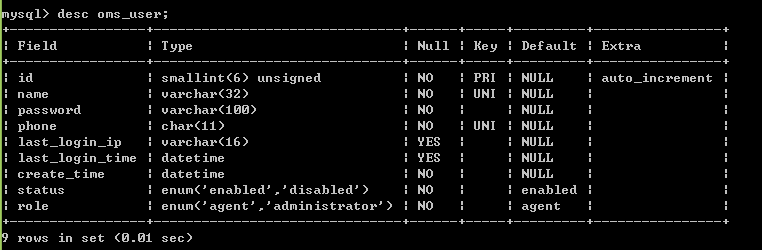 mysql> desc oms_user;
+-----------------+-------------------------------+------+-----+---------+----------------+
| Field           | Type                          | Null | Key | Default | Extra          |
+-----------------+-------------------------------+------+-----+---------+----------------+
| id              | smallint(6) unsigned          | NO   | PRI | NULL    | auto_increment |
| name            | varchar(32)                   | NO   | UNI | NULL    |                |
| password        | varchar(100)                  | NO   |     | NULL    |                |
| phone           | char(11)                      | NO   | UNI | NULL    |                |
| last_login_ip   | varchar(16)                   | YES  |     | NULL    |                |
| last_login_time | datetime                      | YES  |     | NULL    |                |
| create_time     | datetime                      | NO   |     | NULL    |                |
| status          | enum('enabled','disabled')    | NO   |     | enabled |                |
| role            | enum('agent','administrator') | NO   |     | agent   |                |
+-----------------+-------------------------------+------+-----+---------+----------------+
9 rows in set (0.01 sec)